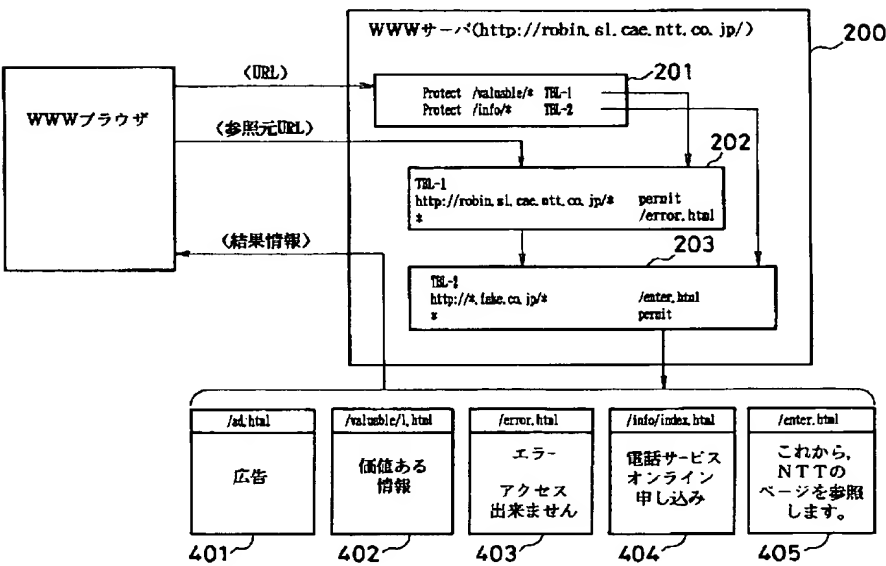 WWWサーバ(http://robin.sl.cae.ntt.co.jp/)
200
WWWブラウザ
(URL)
201
Protect /valuable/* TBL-1
Protect /info/* TBL-2
(参照元URL)
202
TBL-1
http://robin.sl.cae.ntt.co.jp/* permit
* /error.html
(結果情報)
203
TBL-2
http://*.fake.co.jp/* /enter.html
* permit
/ad.html
広告
401
/valuable/1.html
価値ある
情報
402
/error.html
エラー
アクセス
出来ません
403
/info/index.html
電話サービス
オンライン
申し込み
404
/enter.html
これから,
NTTの
ページを参照
します。
405